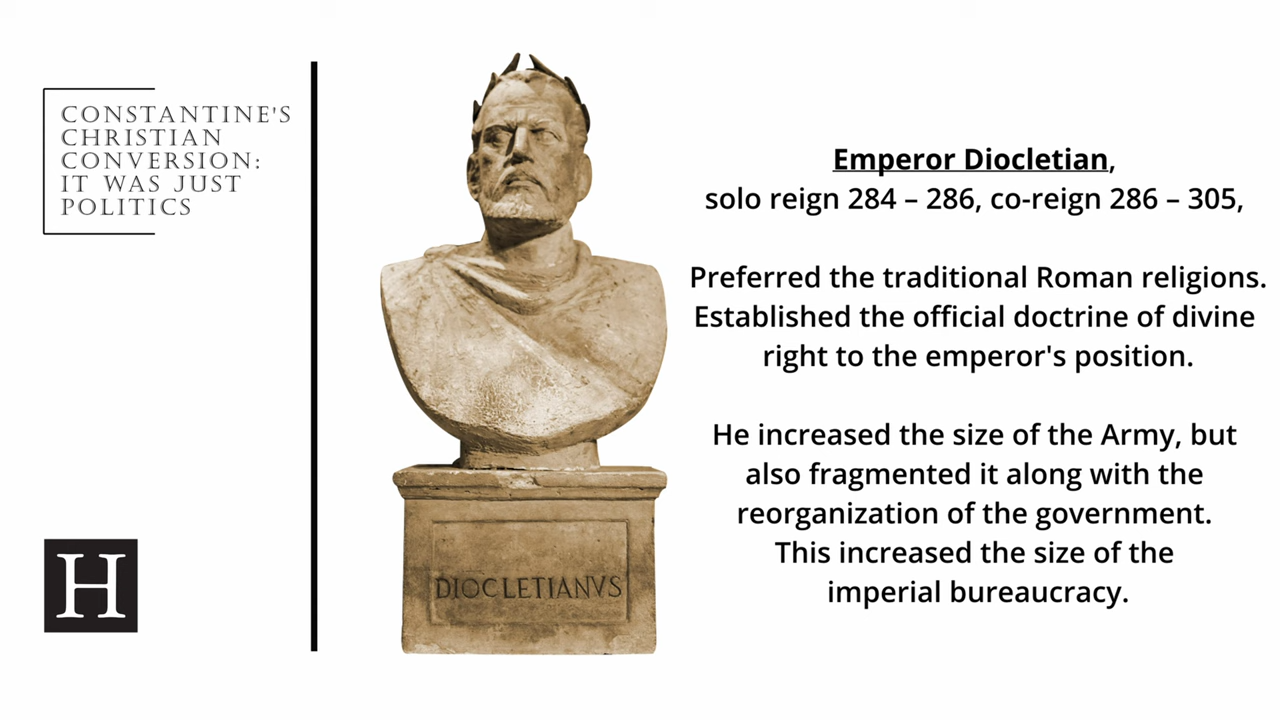 CONSTANTINE'S
CHRISTIAN
CONVERSION:
IT WAS JUST
POLITICS
H
DIOCLETIANVS
Emperor Diocletian,
solo reign 284 – 286, co-reign 286 – 305,
Preferred the traditional Roman religions.
Established the official doctrine of divine
right to the emperor's position.
He increased the size of the Army, but
also fragmented it along with the
reorganization of the government.
This increased the size of the
imperial bureaucracy.